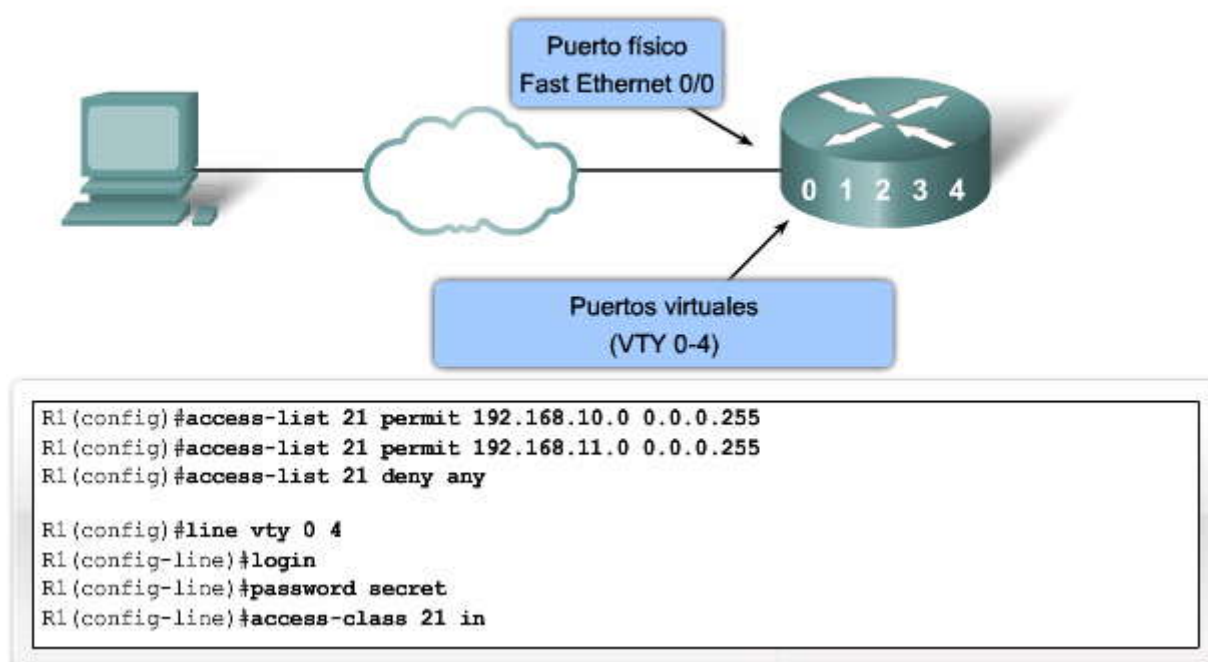 Puerto físico
Fast Ethernet 0/0
0 1 2 3 4
Puertos virtuales
(VTY 0-4)
R1(config)#access-list 21 permit 192.168.10.0 0.0.0.255
R1(config)#access-list 21 permit 192.168.11.0 0.0.0.255
R1(config)#access-list 21 deny any
R1(config)#line vty 0 4
R1(config-line)#login
R1(config-line)#password secret
R1(config-line)#access-class 21 in